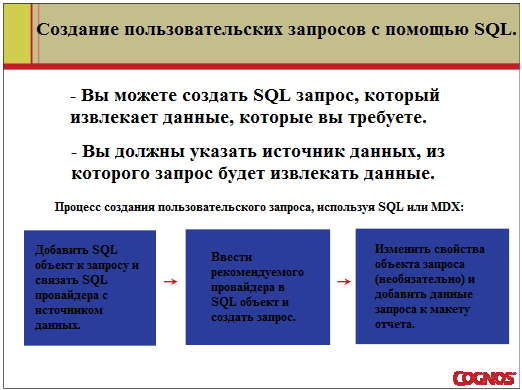 Создание пользовательских запросов с помощью SQL.
- Вы можете создать SQL запрос, который
извлекает данные, которые вы требуете.
- Вы должны указать источник данных, из
которого запрос будет извлекать данные.
Процесс создания пользовательского запроса, используя SQL или MDX:
Добавить SQL
объект к запросу и
связать SQL
провайдера с
источником
данных.
Ввести
рекомендуемого
провайдера в
SQL объект и
создать запрос.
Изменить свойства
объекта запроса
(необязательно) и
добавить данные
запроса к макету
отчета.
COGNOS